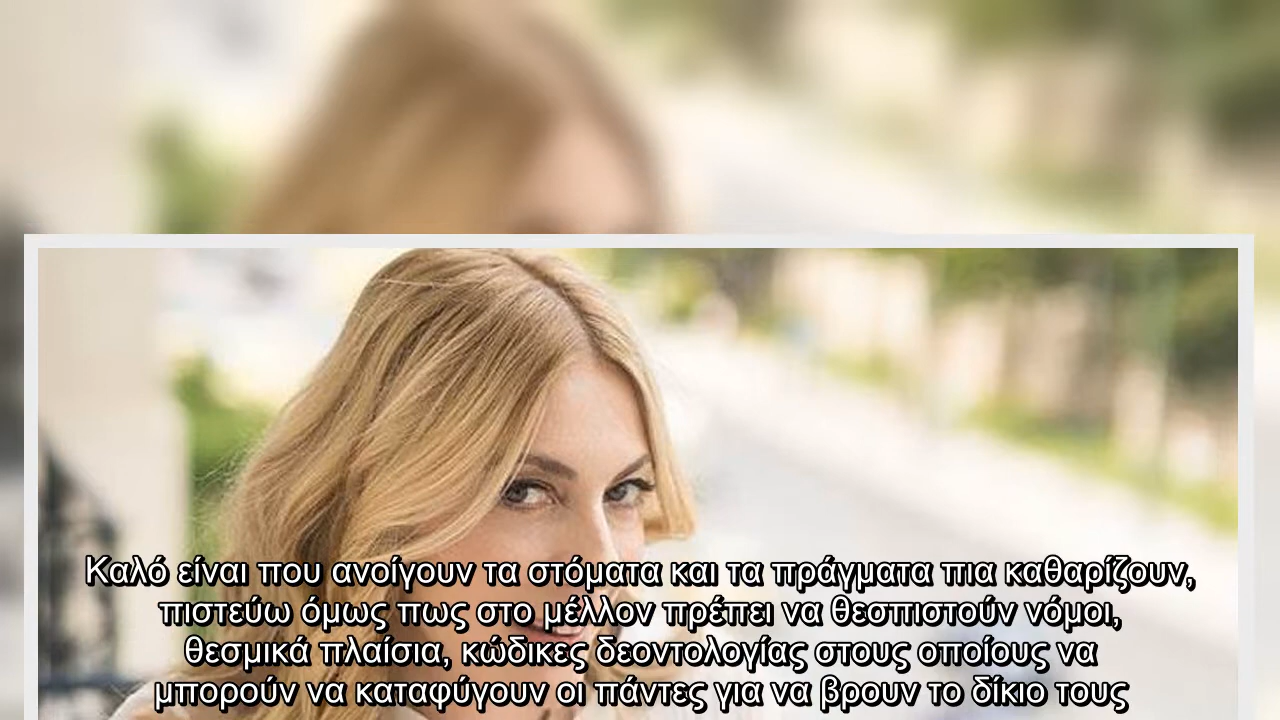 Καλό είναι που ανοίγουν τα στόματα και τα πράγματα πια καθαρίζουν,
πιστεύω όμως πως στο μέλλον πρέπει να θεσπιστούν νόμοι,
θεσμικά πλαίσια, κώδικες δεοντολογίας στους οποίους να
μπορούν να καταφύγουν οι πάντες για να βρουν το δίκιο τους